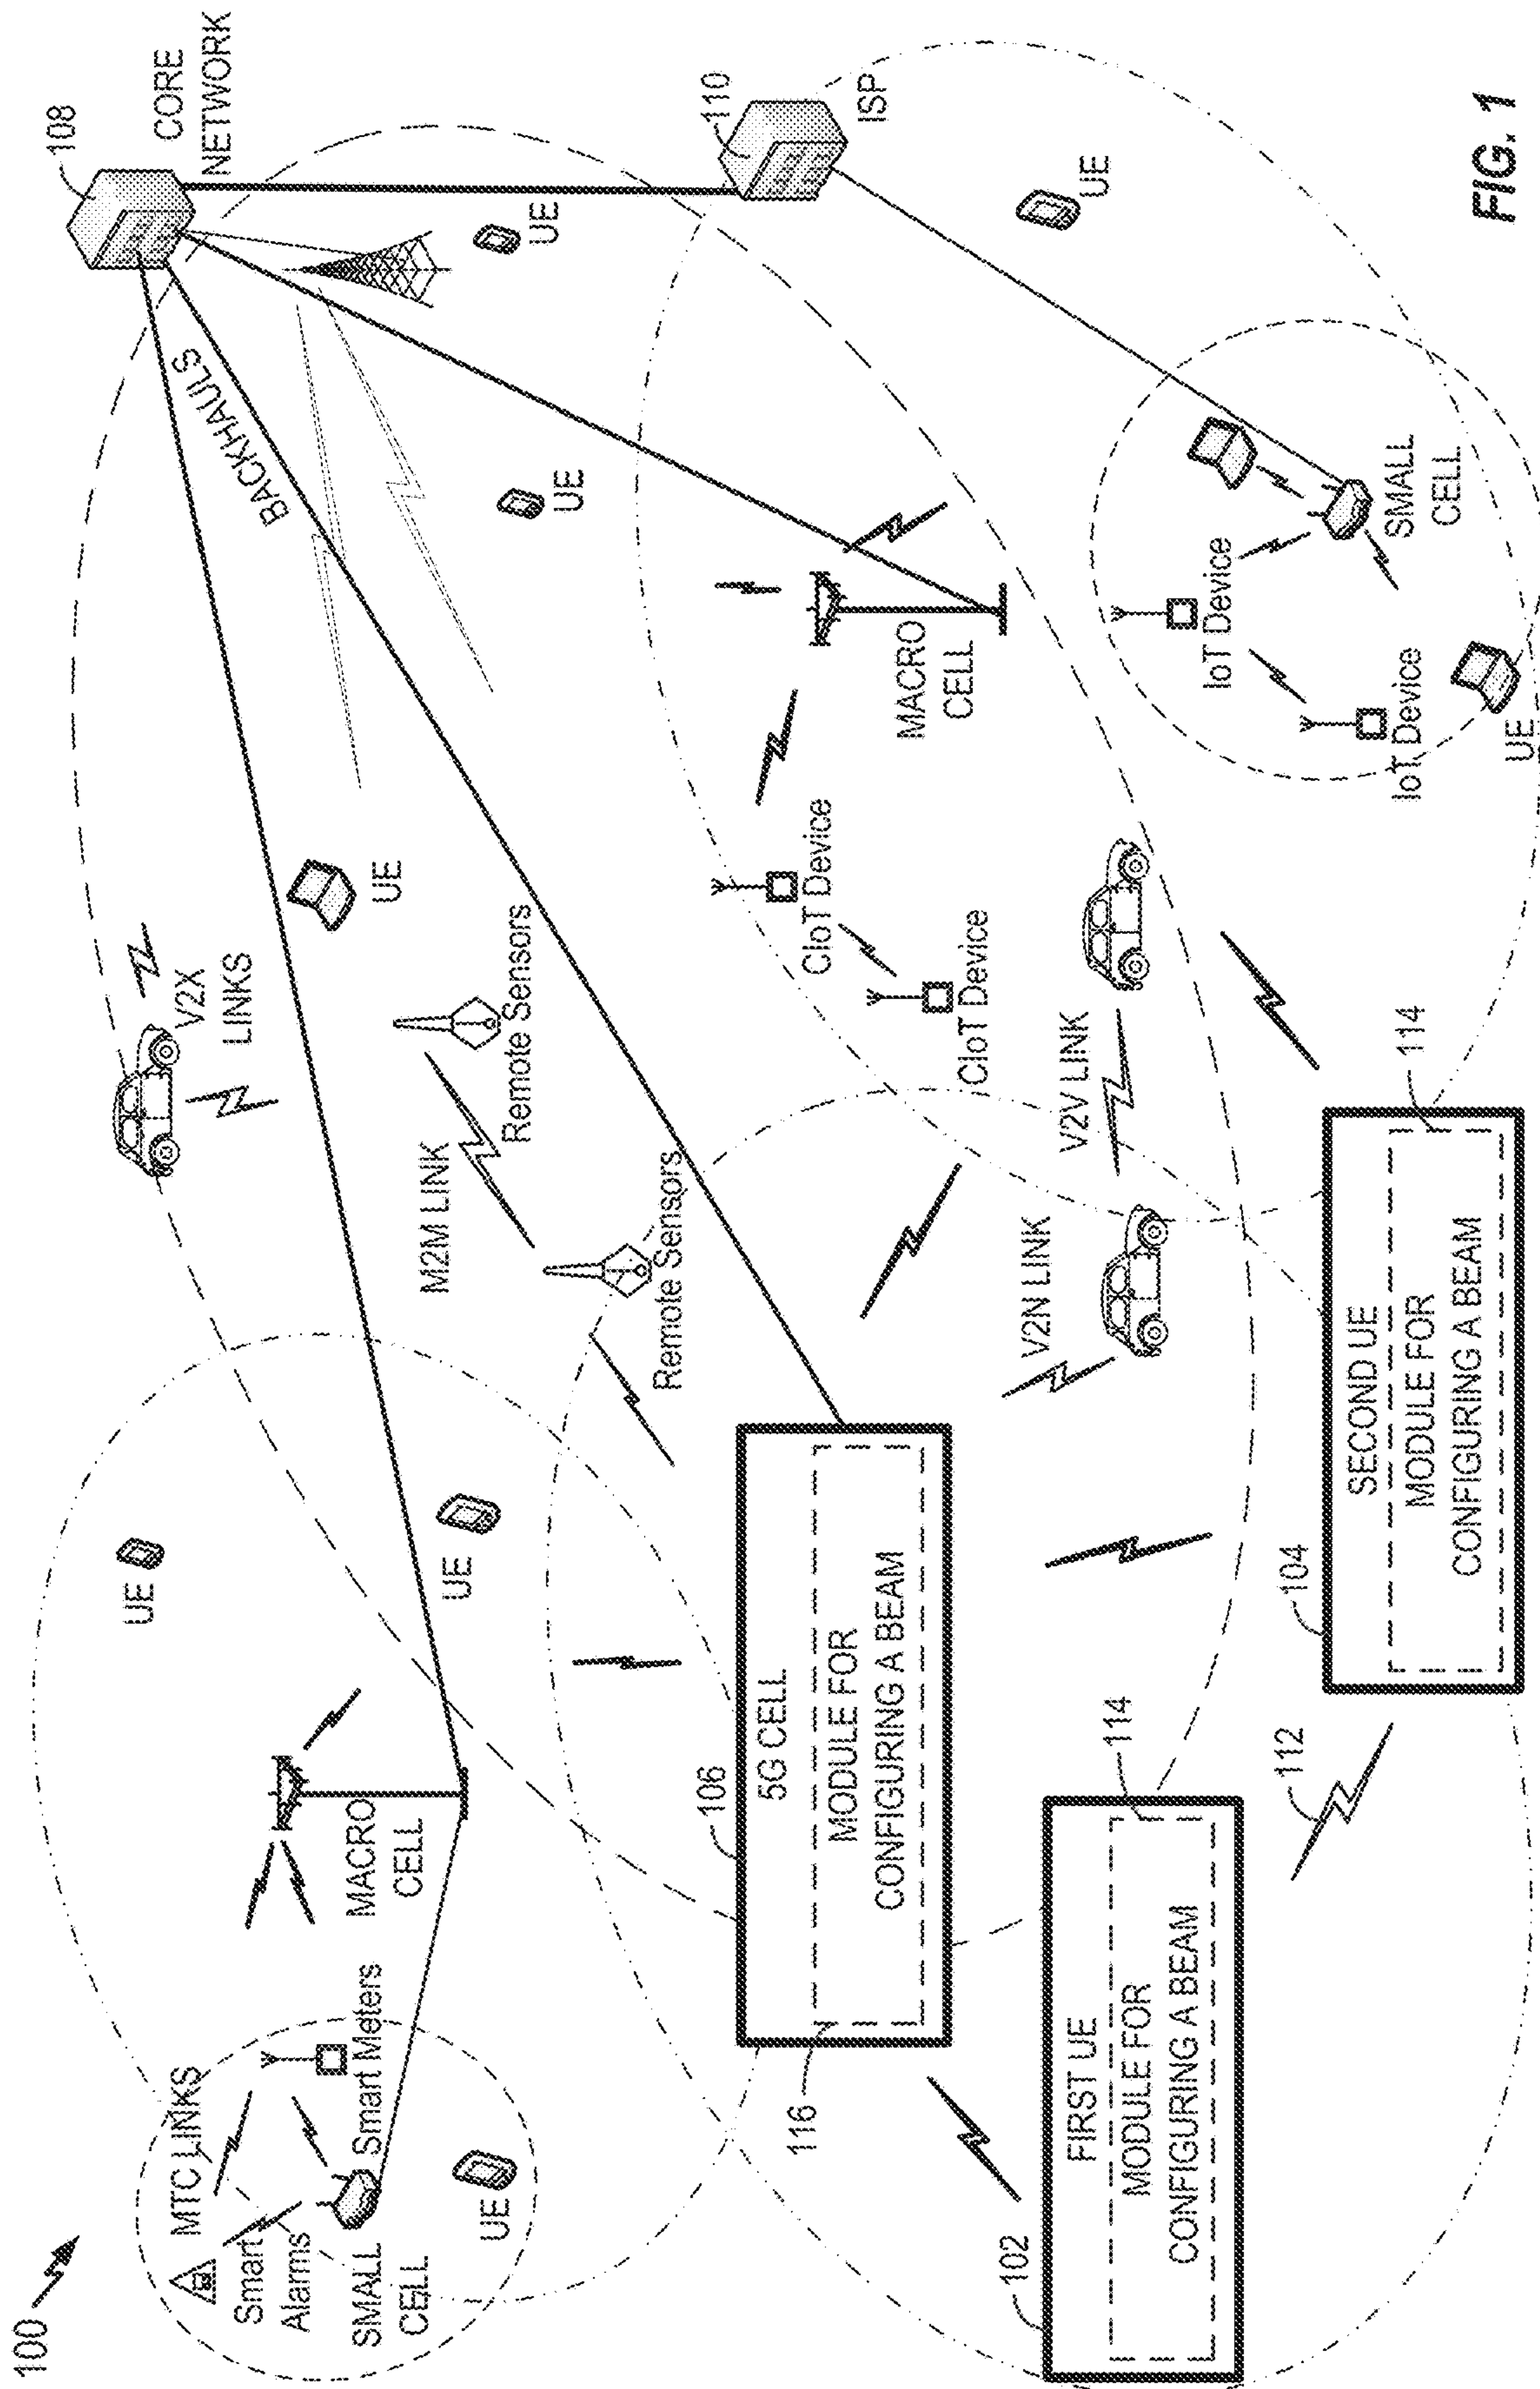 100
MTC LINKS
Smart
Alarms
SMALL
CELL
Smart Meters
UE
MACRO
CELL
UE
UE
V2X
LINKS
UE
BACKHAULS
108
CORE
NETWORK
M2M LINK
Remote Sensors
Remote Sensors
UE
UE
110
ISP
106
5G CELL
MODULE FOR
CONFIGURING A BEAM
116
CIoT Device
CIoT Device
MACRO
CELL
V2N LINK
V2V LINK
UE
102
FIRST UE
MODULE FOR
CONFIGURING A BEAM
114
112
104
SECOND UE
MODULE FOR
CONFIGURING A BEAM
114
IoT Device
IoT Device
SMALL
CELL
UE
FIG. 1